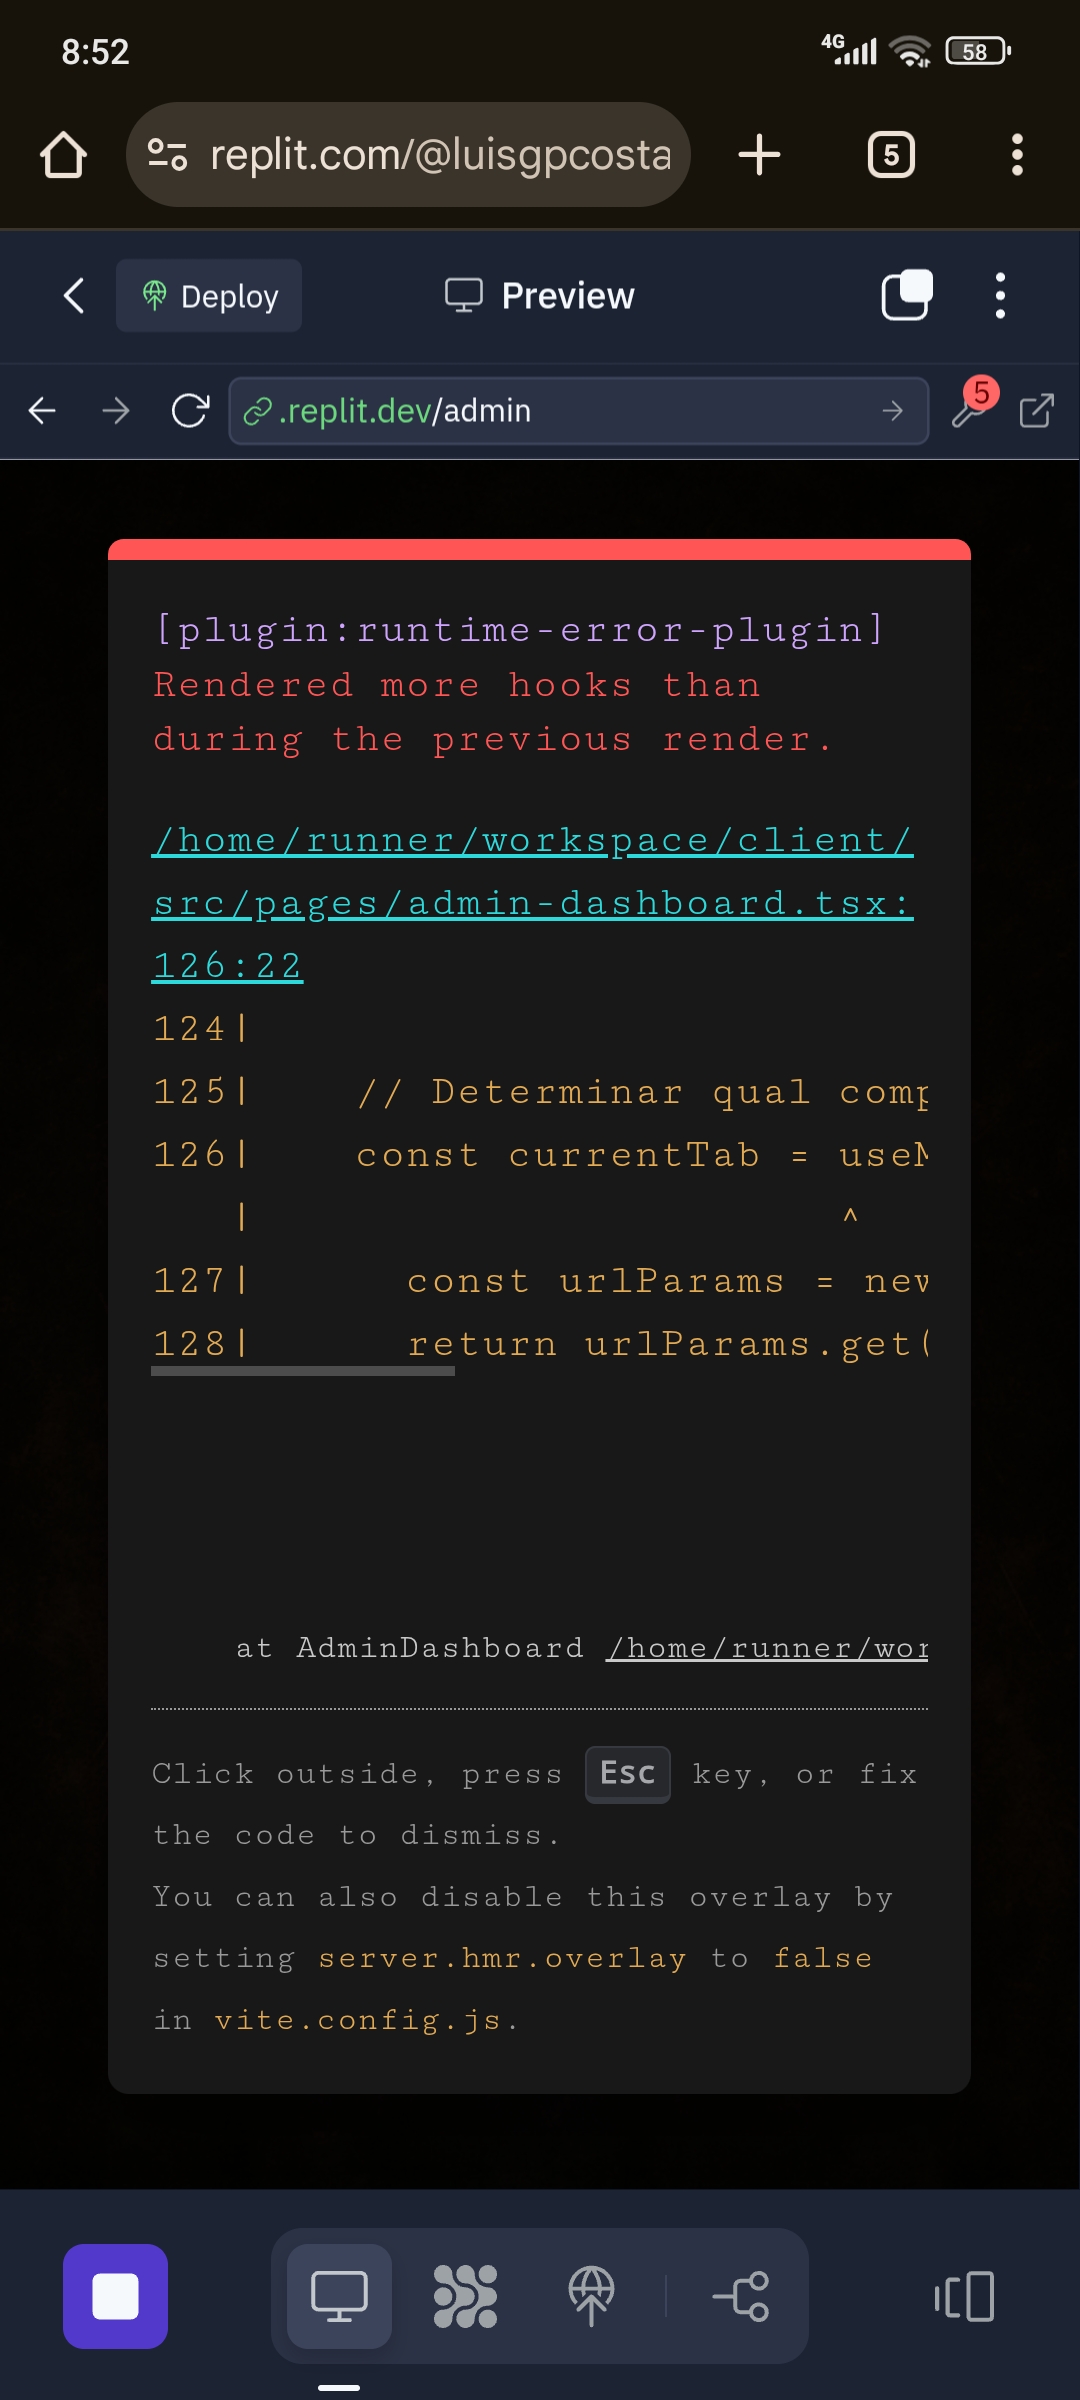 8:52
4G
58
replit.com/@luisgpcosta
5
Deploy
Preview
.replit.dev/admin
5
[plugin:runtime-error-plugin]
Rendered more hooks than
during the previous render.
/home/runner/workspace/client/
src/pages/admin-dashboard.tsx:
126:22
124|
125|    // Determinar qual comp
126|    const currentTab = useM
|                       ^
127|      const urlParams = new
128|      return urlParams.get(
at AdminDashboard /home/runner/wor
Click outside, press Esc key, or fix
the code to dismiss.
You can also disable this overlay by
setting server.hmr.overlay to false
in vite.config.js.